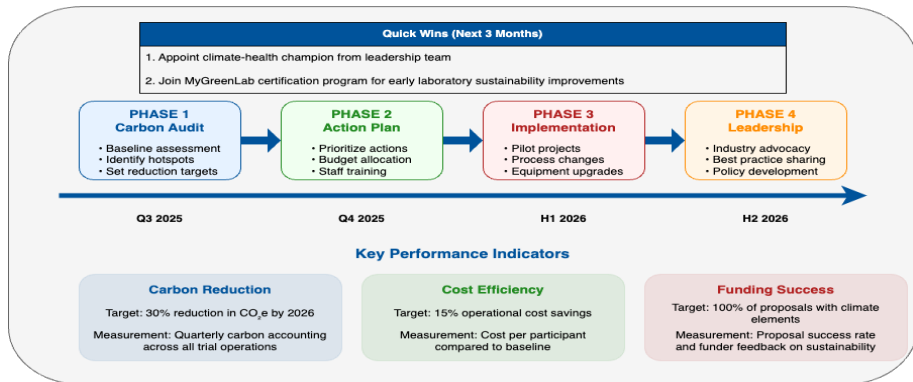 Quick Wins (Next 3 Months)
1. Appoint climate-health champion from leadership team
2. Join MyGreenLab certification program for early laboratory sustainability improvements
PHASE 1
Carbon Audit
• Baseline assessment
• Identify hotspots
• Set reduction targets
PHASE 2
Action Plan
• Prioritize actions
• Budget allocation
• Staff training
PHASE 3
Implementation
• Pilot projects
• Process changes
• Equipment upgrades
PHASE 4
Leadership
• Industry advocacy
• Best practice sharing
• Policy development
Q3 2025
Q4 2025
H1 2026
H2 2026
Key Performance Indicators
Carbon Reduction
Target: 30% reduction in CO₂e by 2026
Measurement: Quarterly carbon accounting
across all trial operations
Cost Efficiency
Target: 15% operational cost savings
Measurement: Cost per participant
compared to baseline
Funding Success
Target: 100% of proposals with climate
elements
Measurement: Proposal success rate
and funder feedback on sustainability